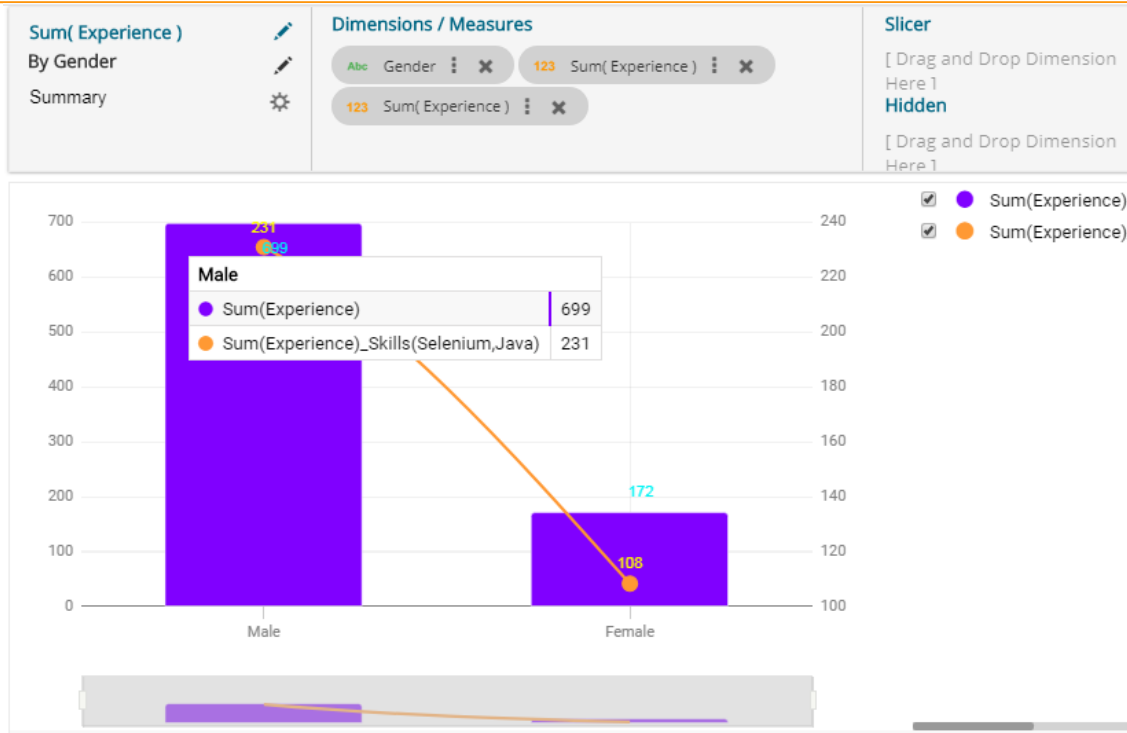 Sum( Experience )
By Gender
Summary
Dimensions / Measures
Abc Gender
123 Sum( Experience )
123 Sum( Experience )
Slicer
[ Drag and Drop Dimension
Here ]
Hidden
[ Drag and Drop Dimension
Here ]
Sum(Experience)
Sum(Experience)
700
600
500
400
300
200
100
0
231
699
Male
Sum(Experience) 699
Sum(Experience)_Skills(Selenium,Java) 231
172
108
240
220
200
180
160
140
120
100
Male
Female